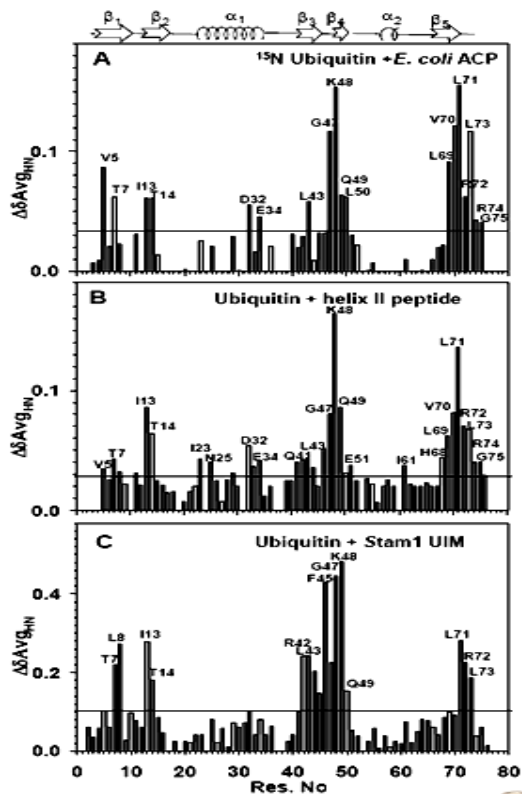 β1 β2 α1 β3 β4 α2 β5
A
15N Ubiquitin +E. coli ACP
K48
L71
G47
V70
L73
L69
V5
T7
I13
T14
D32
E34
L43
Q49
L50
R72
R74
G75
0.1
0.0
ΔδAvgHN
B
Ubiquitin + helix II peptide
K48
L71
I13
T14
G47
Q49
V70
R72
L73
L69
R74
H68
G75
V5
T7
I23
N25
D32
E34
Q41
L43
E51
I61
0.1
0.0
ΔδAvgHN
C
Ubiquitin + Stam1 UIM
K48
G47
F45
L8
I13
T7
T14
R42
L43
Q49
L71
R72
L73
0.4
0.2
0.0
ΔδAvgHN
0 10 20 30 40 50 60 70 80
Res. No